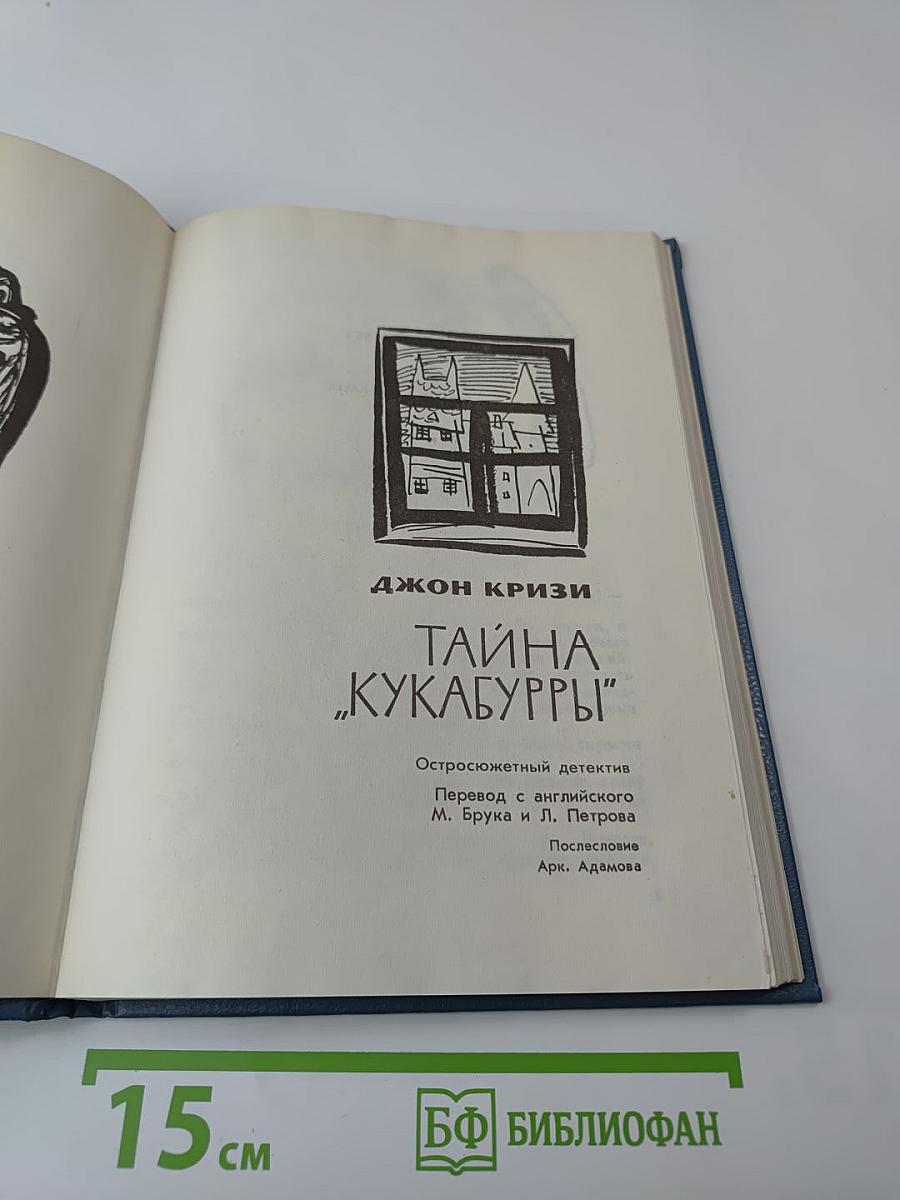 ДЖОН КРИЗИ
ТАЙНА
„КУКАБУРРЫ"
Остросюжетный детектив
Перевод с английского
М. Брука и Л. Петрова
Послесловие
Арк. Адамова
15 см
БФ БИБЛИОФАН